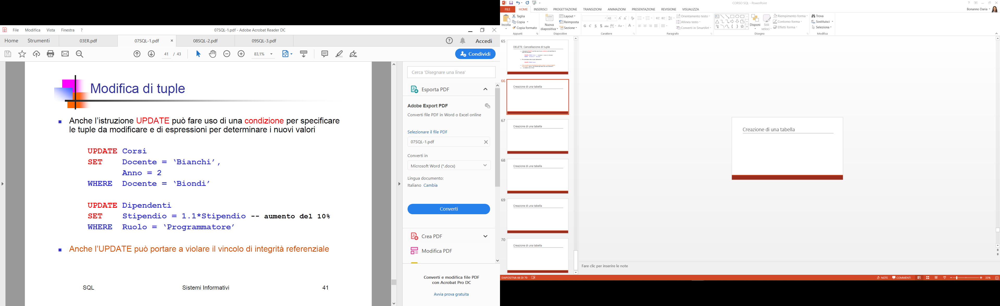 File Modifica Vista Finestra ?
07SQL-1.pdf - Adobe Acrobat Reader DC
Home Strumenti 03ER.pdf 07SQL-1.pdf × 08SQL-2.pdf 09SQL-3.pdf Accedi
41 / 43 83,1% Condividi
Modifica di tuple
Anche l'istruzione UPDATE può fare uso di una condizione per specificare
le tuple da modificare e di espressioni per determinare i nuovi valori
UPDATE Corsi
SET Docente = ‘Bianchi’,
Anno = 2
WHERE Docente = ‘Biondi’
UPDATE Dipendenti
SET Stipendio = 1.1*Stipendio -- aumento del 10%
WHERE Ruolo = ‘Programmatore’
Anche l'UPDATE può portare a violare il vincolo di integrità referenziale
SQL Sistemi Informativi 41
Cerca 'Disegnare una linea'
Esporta PDF
Adobe Export PDF
Converti file PDF in Word o Excel online
Selezionare il file PDF
07SQL-1.pdf
Converti in
Microsoft Word (*.docx)
Lingua documento:
Italiano Cambia
Converti
Crea PDF
Modifica PDF
Converti e modifica file PDF
con Acrobat Pro DC
Avvia prova gratuita
CORSO SQL - PowerPoint
FILE HOME INSERISCI PROGETTAZIONE TRANSIZIONI ANIMAZIONI PRESENTAZIONE REVISIONE VISUALIZZA
Bonanno Daria
Incolla
Taglia
Copia
Copia formato
Appunti
Nuova
diapositiva
Layout
Reimposta
Sezione
Diapositive
48
G C S S abc AV Aa A
Carattere
Orientamento testo
Allinea testo
Converti in SmartArt
Paragrafo
Disponi
Stili
veloci
Riempimento forma
Contorno forma
Effetti forma
Disegno
Trova
Sostituisci
Seleziona
Modifica
65
DELETE: Cancellazione di tuple
66
Creazione di una tabella
67
Creazione di una tabella
68
Creazione di una tabella
69
Creazione di una tabella
70
Creazione di una tabella
Creazione di una tabella
Fare clic per inserire le note
DIAPOSITIVA 66 DI 70
NOTE COMMENTI 33%